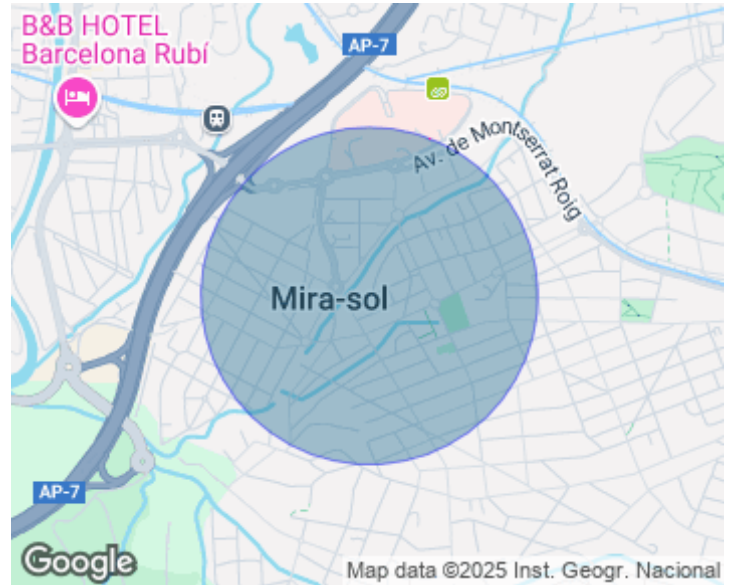 B&B HOTEL
Barcelona Rubí
AP-7
Av. de Montserrat Roig
Mira-sol
AP-7
Google
Map data ©2025 Inst. Geogr. Nacional